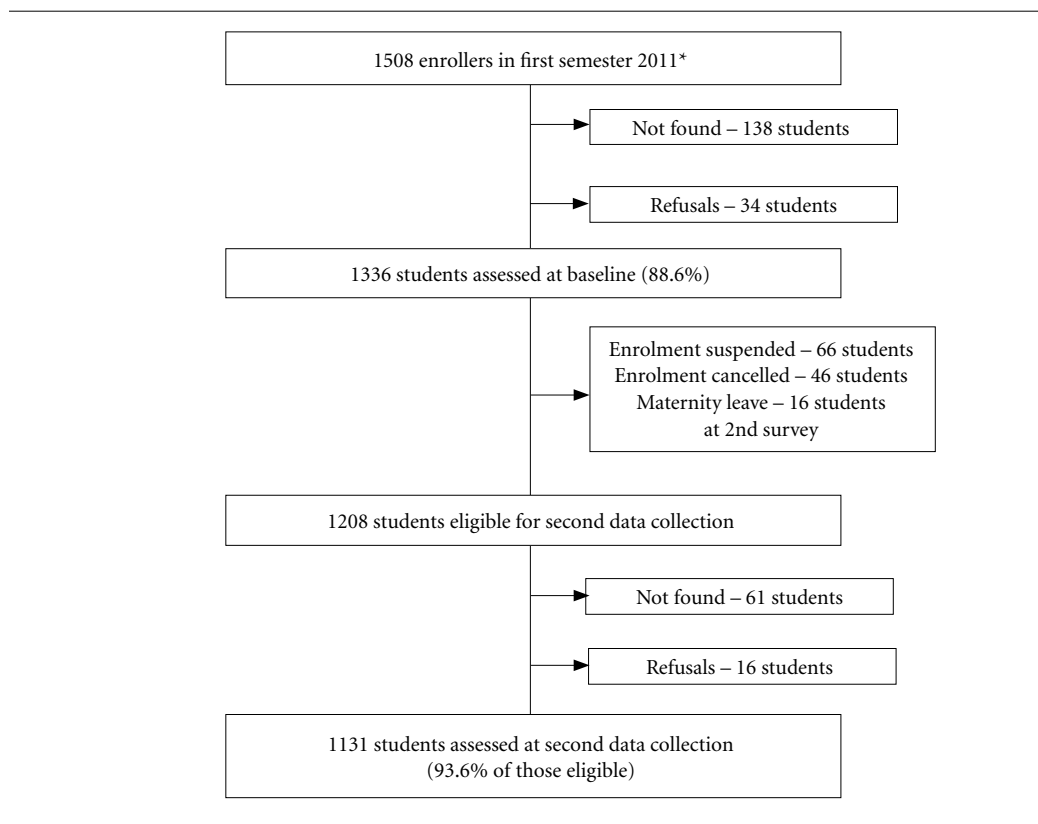 1508 enrollers in first semester 2011*
Not found – 138 students
Refusals – 34 students
1336 students assessed at baseline (88.6%)
Enrolment suspended – 66 students
Enrolment cancelled – 46 students
Maternity leave – 16 students
at 2nd survey
1208 students eligible for second data collection
Not found – 61 students
Refusals – 16 students
1131 students assessed at second data collection
(93.6% of those eligible)